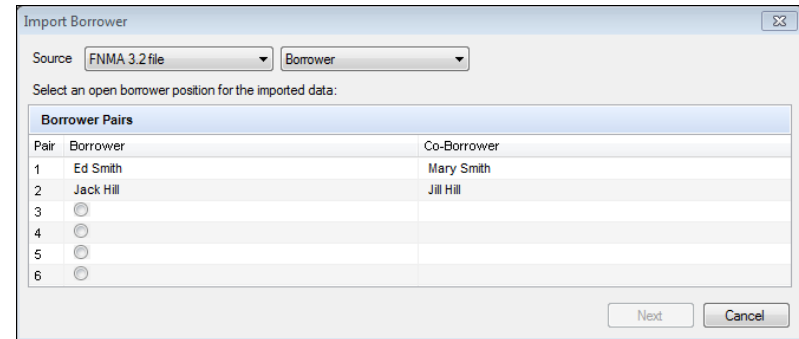 Import Borrower
Source FNMA 3.2 file Borrower
Select an open borrower position for the imported data:
Borrower Pairs
Pair Borrower Co-Borrower
1 Ed Smith Mary Smith
2 Jack Hill Jill Hill
3
4
5
6
Next Cancel